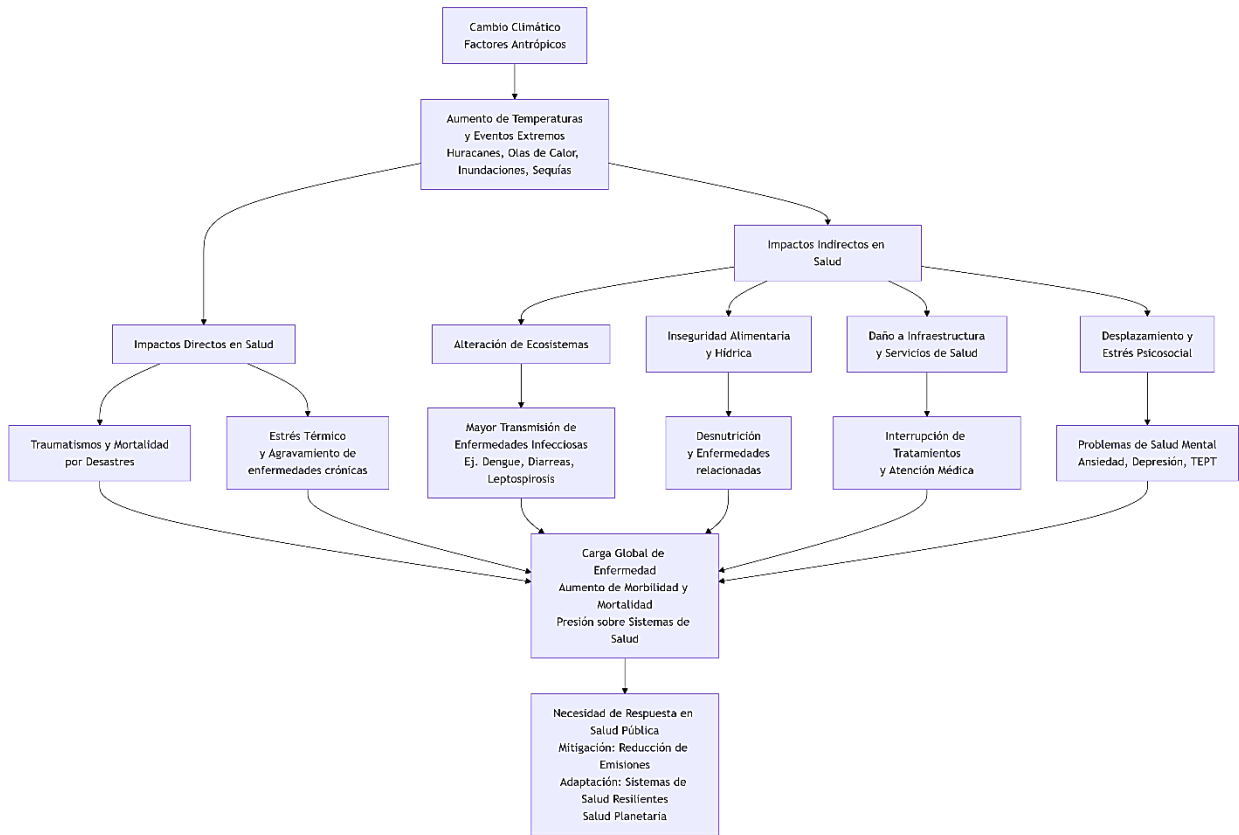 Cambio Climático
Factores Antrópicos
Aumento de Temperaturas
y Eventos Extremos
Huracanes, Olas de Calor,
Inundaciones, Sequías
Impactos Indirectos en
Salud
Impactos Directos en Salud
Alteración de Ecosistemas
Inseguridad Alimentaria
y Hídrica
Daño a Infraestructura
y Servicios de Salud
Desplazamiento y
Estrés Psicosocial
Traumatismos y Mortalidad
por Desastres
Estrés Térmico
y Agravamiento de
enfermedades crónicas
Mayor Transmisión de
Enfermedades Infecciosas
Ej. Dengue, Diarreas,
Leptospirosis
Desnutrición
y Enfermedades
relacionadas
Interrupción de
Tratamientos
y Atención Médica
Problemas de Salud Mental
Ansiedad, Depresión, TEPT
Carga Global de
Enfermedad
Aumento de Morbilidad y
Mortalidad
Presión sobre Sistemas de
Salud
Necesidad de Respuesta en
Salud Pública
Mitigación: Reducción de
Emisiones
Adaptación: Sistemas de
Salud Resilientes
Salud Planetaria